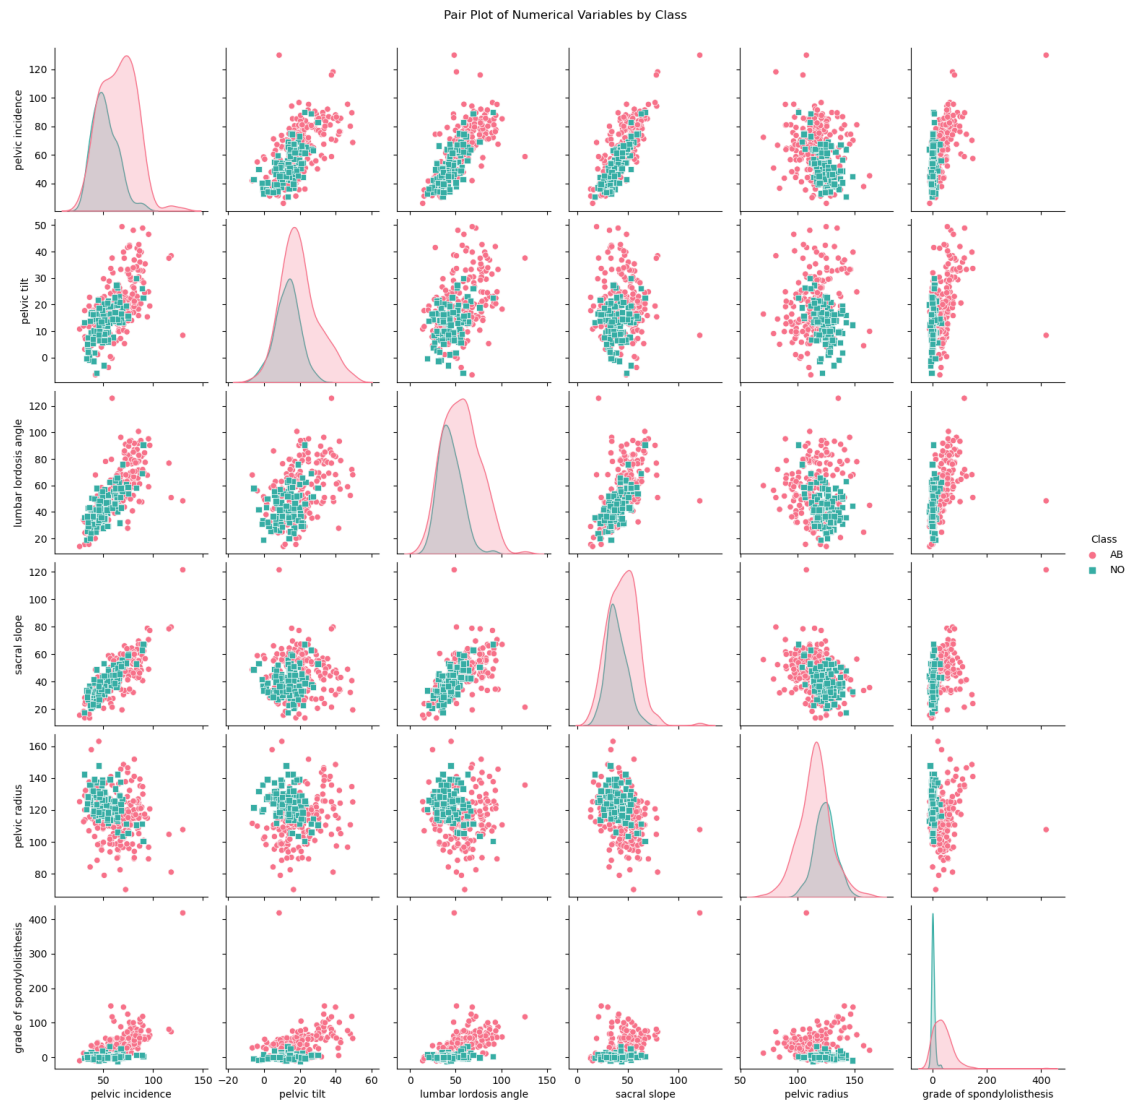 Pair Plot of Numerical Variables by Class
pelvic incidence
120
100
80
60
40
pelvic tilt
50
40
30
20
10
0
lumbar lordosis angle
120
100
80
60
40
20
Class
AB
NO
sacral slope
120
100
80
60
40
20
pelvic radius
160
140
120
100
80
grade of spondylolisthesis
400
300
200
100
0
50 100 150
−20 0 20 40 60
0 50 100 150
0 50 100
50 100 150
0 200 400
pelvic incidence
pelvic tilt
lumbar lordosis angle
sacral slope
pelvic radius
grade of spondylolisthesis